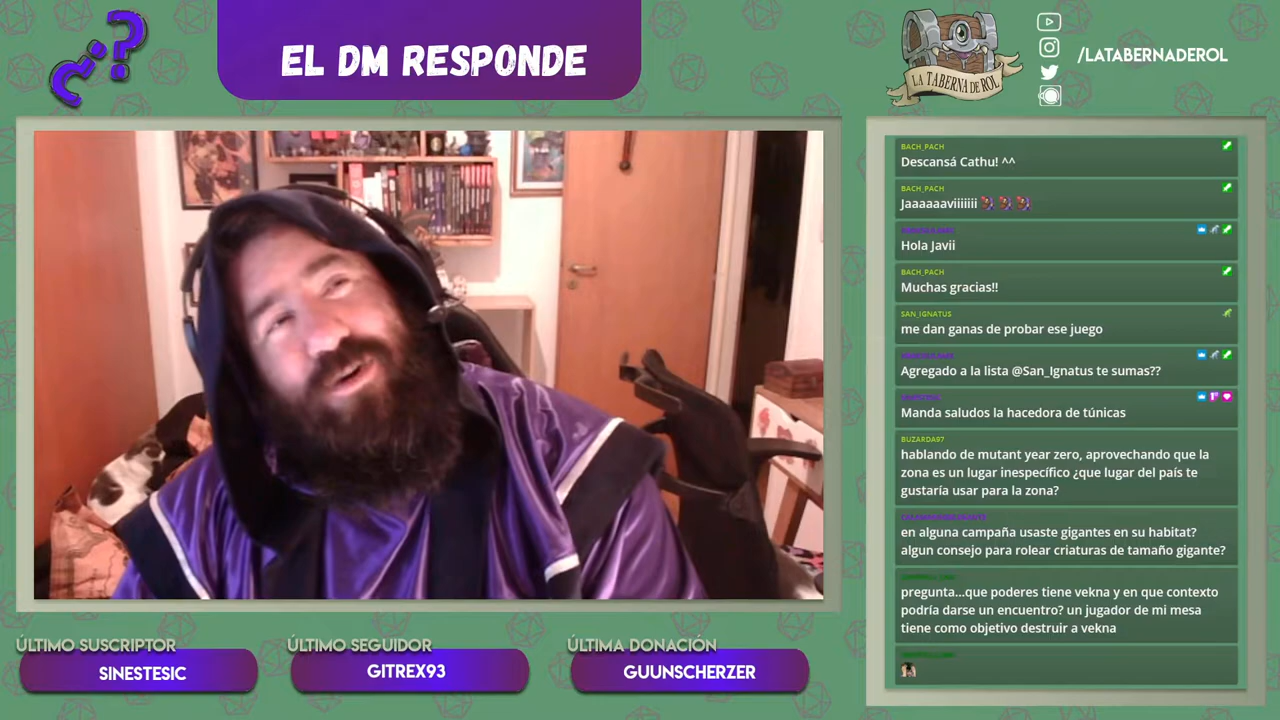 ¿?
EL DM RESPONDE
LA TABERNA DE ROL
/LATABERNADEROL
BACH_PACH
Descansá Cathu! ^^
BACH_PACH
Jaaaaaaviiiiiii
Hola Javii
BACH_PACH
Muchas gracias!!
SAN_IGNATUS
me dan ganas de probar ese juego
Agregado a la lista @San_Ignatus te sumas??
Manda saludos la hacedora de túnicas
BUZARDA97
hablando de mutant year zero, aprovechando que la
zona es un lugar inespecífico ¿que lugar del país te
gustaría usar para la zona?
en alguna campaña usaste gigantes en su habitat?
algun consejo para rolear criaturas de tamaño gigante?
pregunta...que poderes tiene vekna y en que contexto
podría darse un encuentro? un jugador de mi mesa
tiene como objetivo destruir a vekna
ÚLTIMO SUSCRIPTOR
SINESTESIC
ÚLTIMO SEGUIDOR
GITREX93
ÚLTIMA DONACIÓN
GUUNSCHERZER